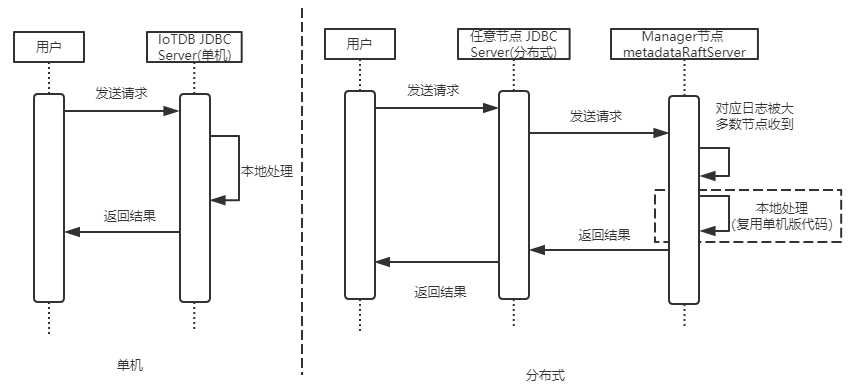 用户
IoTDB JDBC
Server(单机)
发送请求
本地处理
返回结果
单机
用户
任意节点 JDBC
Server(分布式)
Manager节点
metadataRaftServer
发送请求
发送请求
对应日志被大
多数节点收到
本地处理
(复用单机版代码)
返回结果
返回结果
分布式